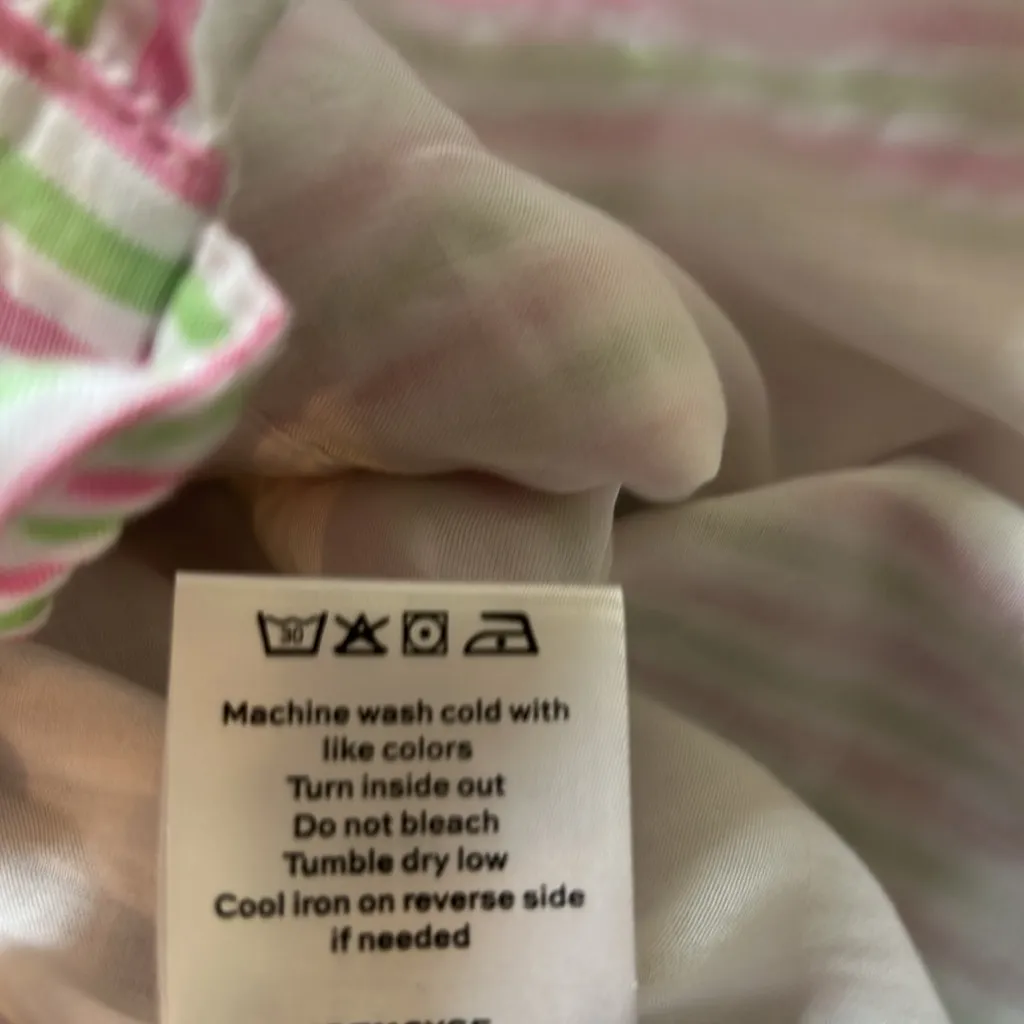 30
Machine wash cold with
like colors
Turn inside out
Do not bleach
Tumble dry low
Cool iron on reverse side
if needed